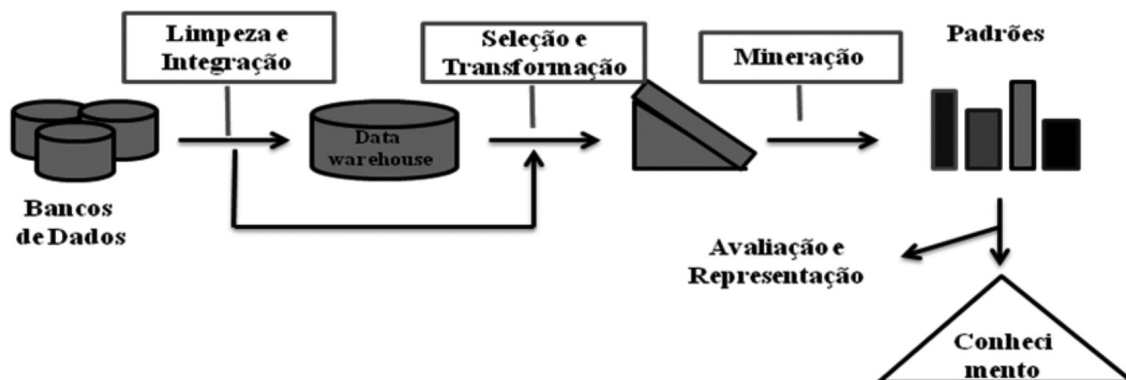 Limpeza e
Integração
Seleção e
Transformação
Mineração
Padrões
Data
warehouse
Bancos
de Dados
Avaliação e
Representação
Conheci
mento